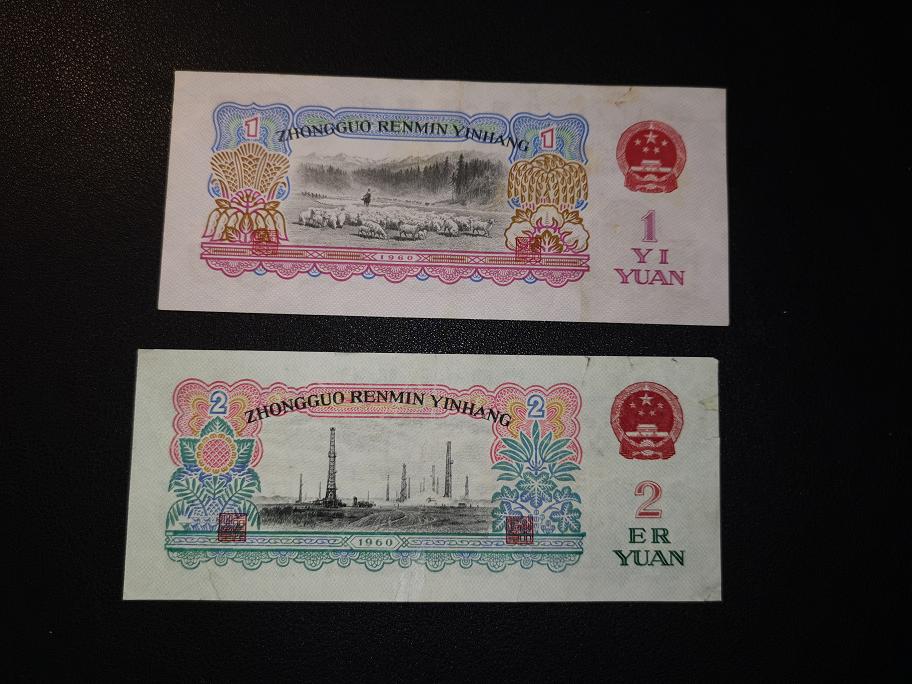 1
ZHONGGUO RENMIN YINHANG
1
1960
1
YI
YUAN
2
ZHONGGUO RENMIN YINHANG
2
1960
2
ER
YUAN